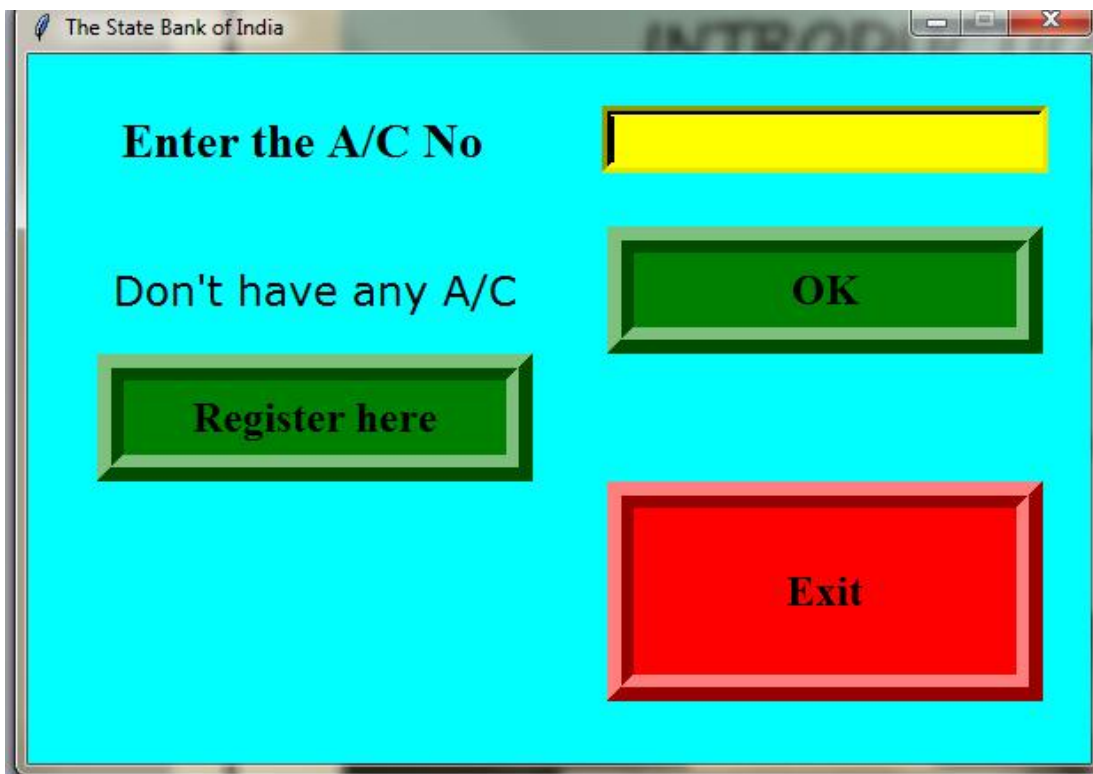 The State Bank of India
Enter the A/C No
Don't have any A/C
OK
Register here
Exit